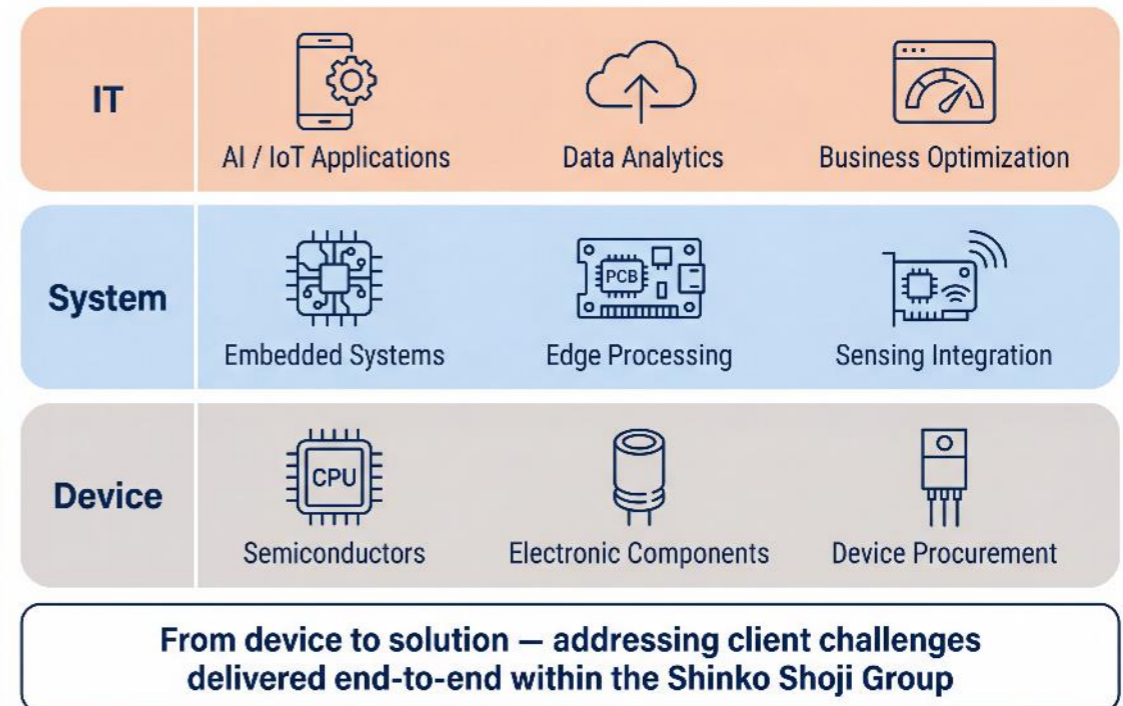 IT
AI / IoT Applications
Data Analytics
Business Optimization
System
PCB
Embedded Systems
Edge Processing
Sensing Integration
Device
CPU
Semiconductors
Electronic Components
Device Procurement
From device to solution — addressing client challenges
delivered end-to-end within the Shinko Shoji Group